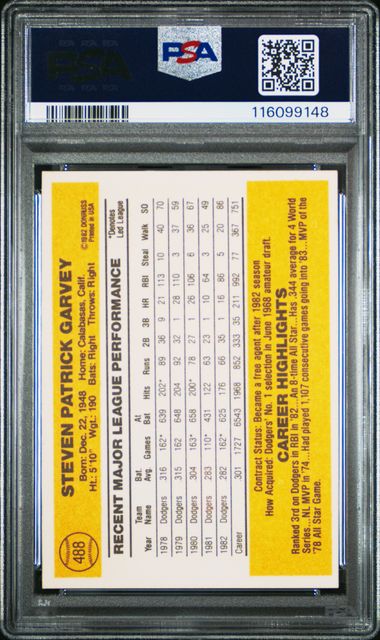 PSA
116099148
488
STEVEN PATRICK GARVEY
Born: Dec. 22, 1948 Home: Calabasas, Calif.
Ht.: 5'10" Wgt.: 190 Bats: Right Throws: Right
©1982 DONRUSS
Printed in USA
RECENT MAJOR LEAGUE PERFORMANCE
*Denotes
Led League
Year Team Name Bat. Avg. Games At Bat Hits Runs 2B 3B HR RBI Steal Walk SO
1978 Dodgers .316 162* 639 202* 89 36 9 21 113 10 40 70
1979 Dodgers .315 162 648 204 92 32 1 28 110 3 37 59
1980 Dodgers .304 163* 658 200* 78 27 1 26 106 6 36 67
1981 Dodgers .283 110* 431 122 63 23 1 10 64 3 25 49
1982 Dodgers .282 162* 625 176 66 35 1 16 86 5 20 86
Career .301 1727 6543 1968 852 333 35 211 992 77 367 751
Contract Status: Became a free agent after 1982 season
How Acquired: Dodgers' No. 1 selection in June 1968 amateur draft.
CAREER HIGHLIGHTS
Ranked 3rd on Dodgers in RBI in '82...An 8-time All Star...Has .344 average for 4 World
Series...NL MVP in '74...Had played 1,107 consecutive games going into '83...MVP of the
'78 All Star Game.